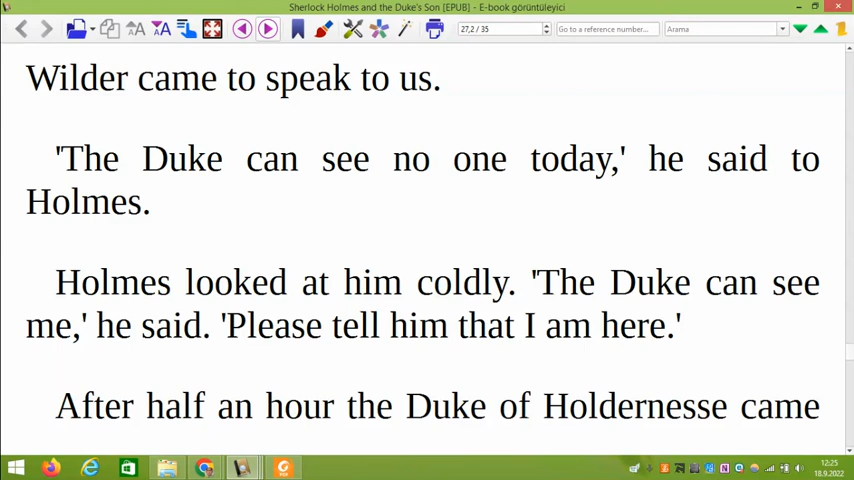 Sherlock Holmes and the Duke's Son [EPUB] - E-book görüntüleyici
27,2 / 35
Go to a reference number...
Arama
Wilder came to speak to us.
'The Duke can see no one today,' he said to
Holmes.
Holmes looked at him coldly. 'The Duke can see
me,' he said. 'Please tell him that I am here.'
After half an hour the Duke of Holdernesse came
12:25
18.9.2022